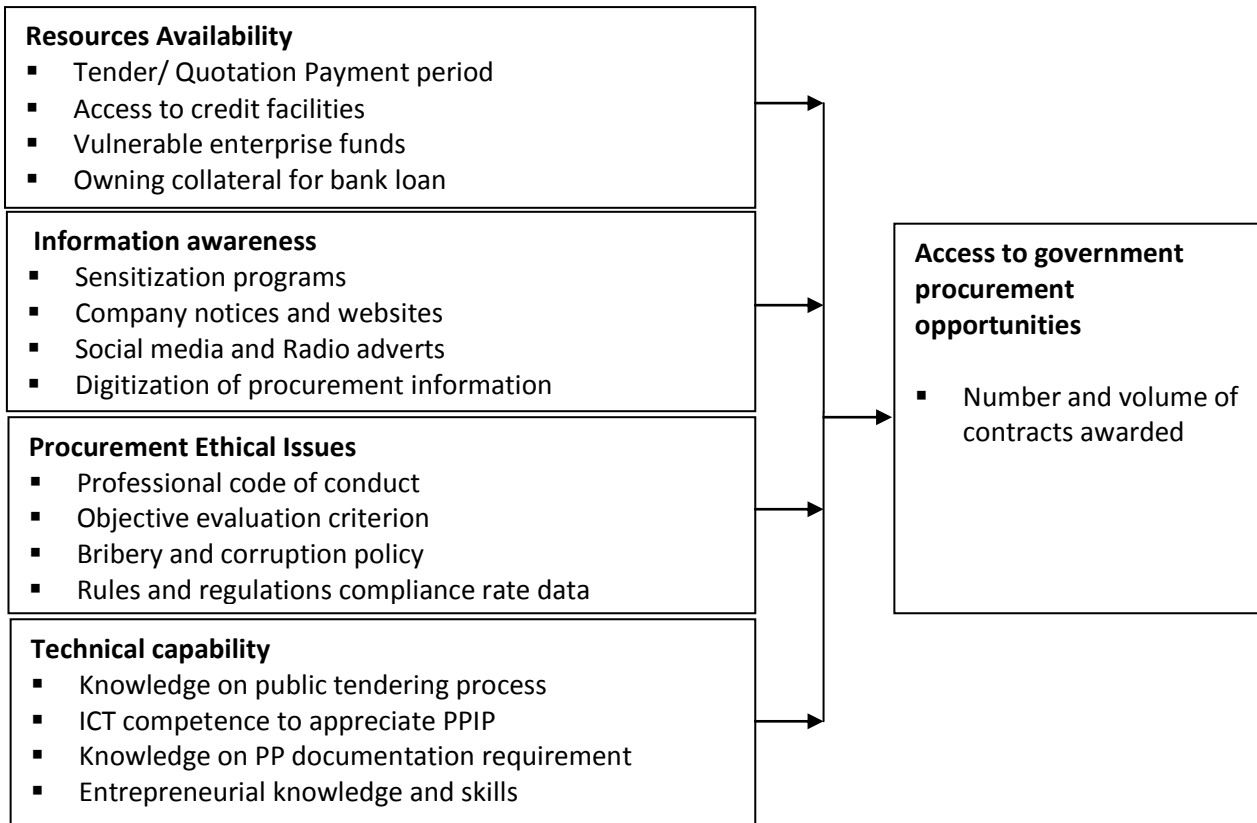 Resources Availability
▪ Tender/ Quotation Payment period
▪ Access to credit facilities
▪ Vulnerable enterprise funds
▪ Owning collateral for bank loan
Information awareness
▪ Sensitization programs
▪ Company notices and websites
▪ Social media and Radio adverts
▪ Digitization of procurement information
Procurement Ethical Issues
▪ Professional code of conduct
▪ Objective evaluation criterion
▪ Bribery and corruption policy
▪ Rules and regulations compliance rate data
Technical capability
▪ Knowledge on public tendering process
▪ ICT competence to appreciate PPIP
▪ Knowledge on PP documentation requirement
▪ Entrepreneurial knowledge and skills
Access to government
procurement
opportunities
▪ Number and volume of
contracts awarded